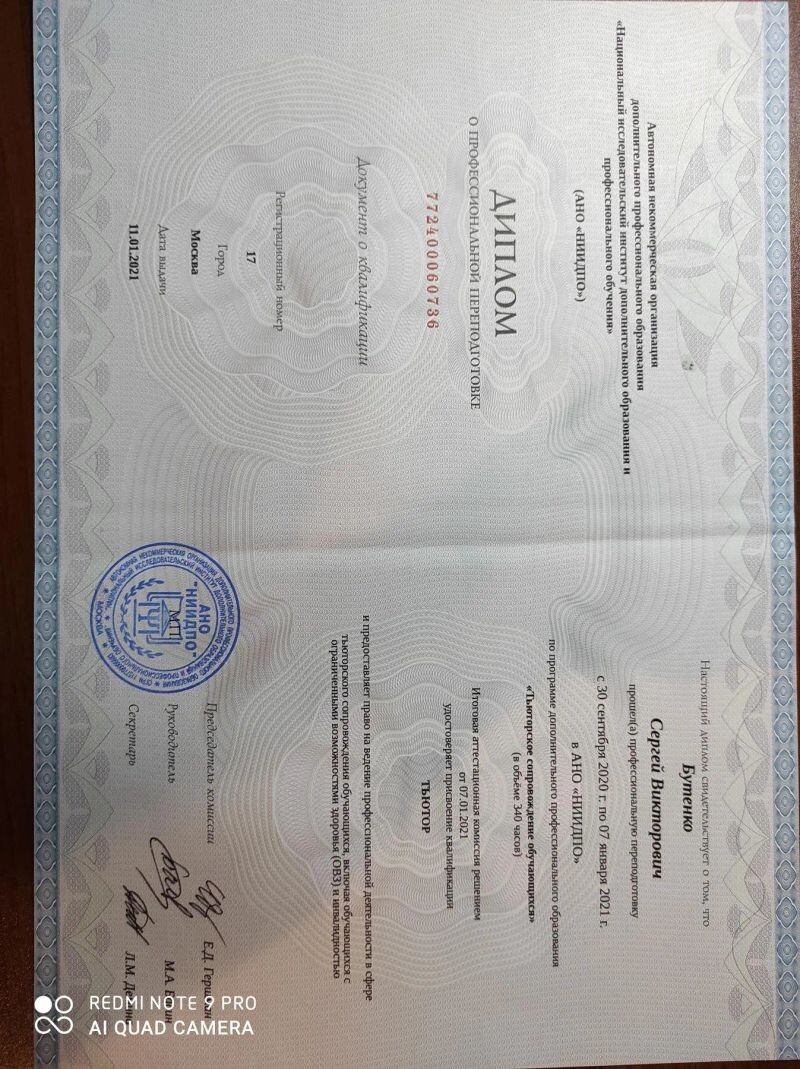 Автономная некоммерческая организация
дополнительного профессионального образования
«Национальный исследовательский институт дополнительного образования и
профессионального обучения»
(АНО «НИИДПО»)
ДИПЛОМ
О ПРОФЕССИОНАЛЬНОЙ ПЕРЕПОДГОТОВКЕ
772400060736
Документ о квалификации
Регистрационный номер
17
Город
Москва
Дата выдачи
11.01.2021
Настоящий диплом свидетельствует о том, что
Бутенко
Сергей Викторович
прошел(а) профессиональную переподготовку
с 30 сентября 2020 г. по 07 января 2021 г.
в АНО «НИИДПО»
по программе дополнительного профессионального образования
«Тьюторское сопровождение обучающихся»
(в объёме 340 часов)
Итоговая аттестационная комиссия решением
от 07.01.2021
удостоверяет присвоение квалификации
ТЬЮТОР
и предоставляет право на ведение профессиональной деятельности в сфере
тьюторского сопровождения обучающихся, включая обучающихся с
ограниченными возможностями здоровья (ОВЗ) и инвалидностью
Председатель комиссии Е.Д.
Руководитель М.А.
Секретарь Л.М.
АНО
"НИИДПО"
МП
МОСКВА
REDMI NOTE 9 PRO
AI QUAD CAMERA